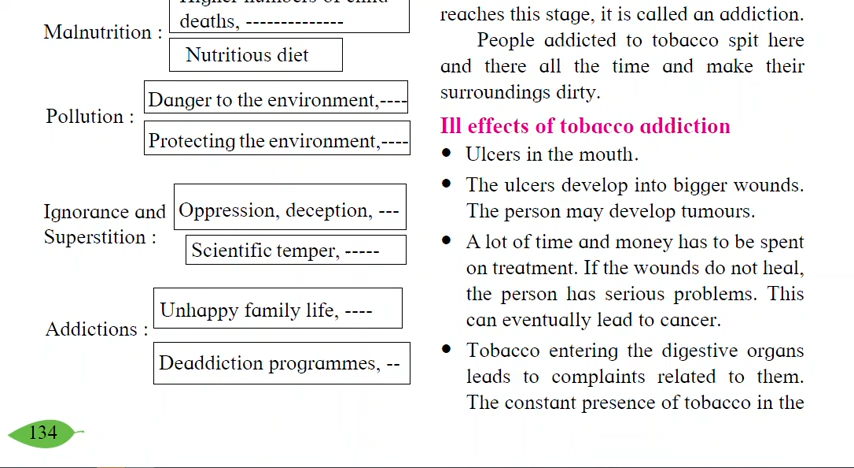 Malnutrition :
Higher numbers of child
deaths, --------------
Nutritious diet
Pollution :
Danger to the environment,----
Protecting the environment,----
Ignorance and
Superstition :
Oppression, deception, ---
Scientific temper, -----
Addictions :
Unhappy family life, ----
Deaddiction programmes, --
134
reaches this stage, it is called an addiction.
People addicted to tobacco spit here
and there all the time and make their
surroundings dirty.
Ill effects of tobacco addiction
• Ulcers in the mouth.
• The ulcers develop into bigger wounds.
The person may develop tumours.
• A lot of time and money has to be spent
on treatment. If the wounds do not heal,
the person has serious problems. This
can eventually lead to cancer.
• Tobacco entering the digestive organs
leads to complaints related to them.
The constant presence of tobacco in the